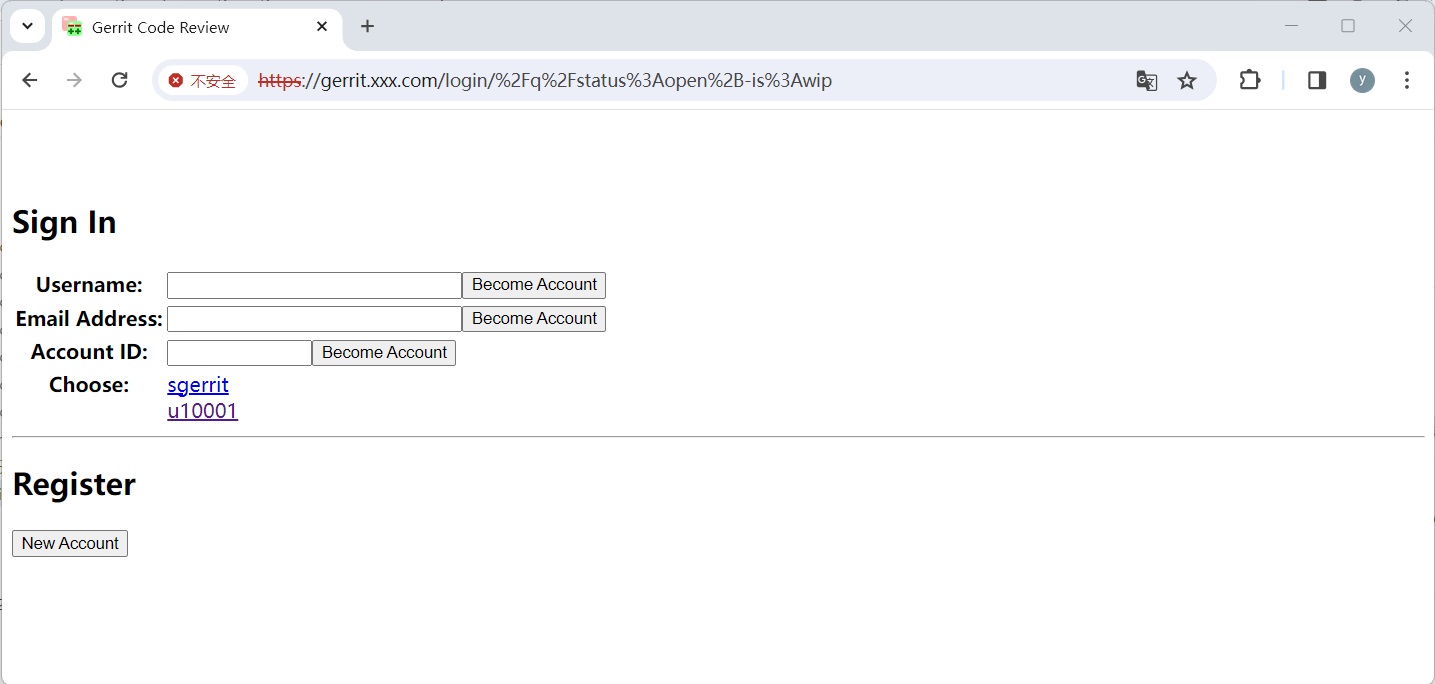 Gerrit Code Review
不安全 https://gerrit.xxx.com/login/%2Fq%2Fstatus%3Aopen%2B-is%3Awip
y
Sign In
Username: Become Account
Email Address: Become Account
Account ID: Become Account
Choose: sgerrit
u10001
Register
New Account